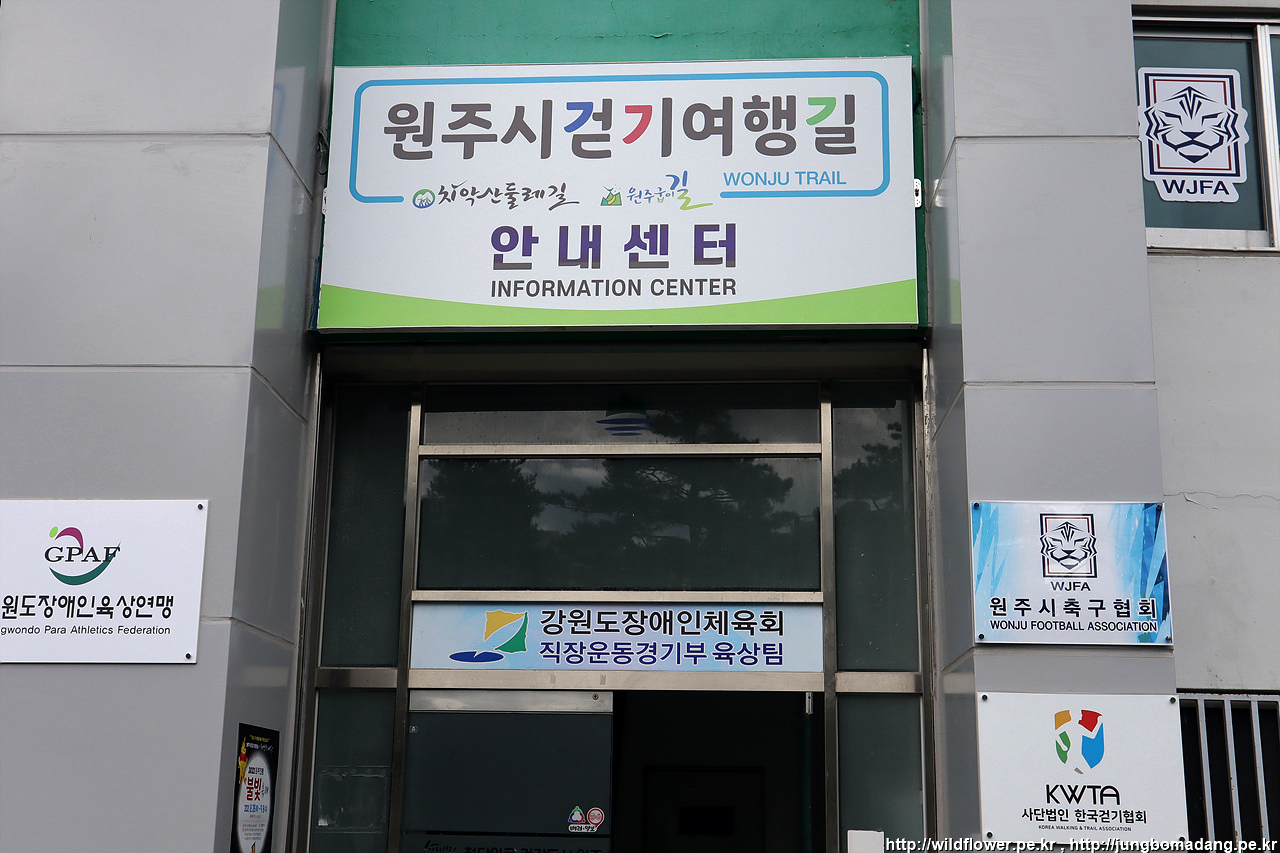 원주시걷기여행길
치악산둘레길
원주굽이길
WONJU TRAIL
안내센터
INFORMATION CENTER
WJFA
GPAF
원도장애인육상연맹
gwondo Para Athletics Federation
강원도장애인체육회
직장운동경기부 육상팀
WJFA
원주시축구협회
WONJU FOOTBALL ASSOCIATION
KWTA
사단법인 한국걷기협회
KOREA WALKING & TRAIL ASSOCIATION
불빛
http://wildflower.pe.kr , http://jungbomadang.pe.kr